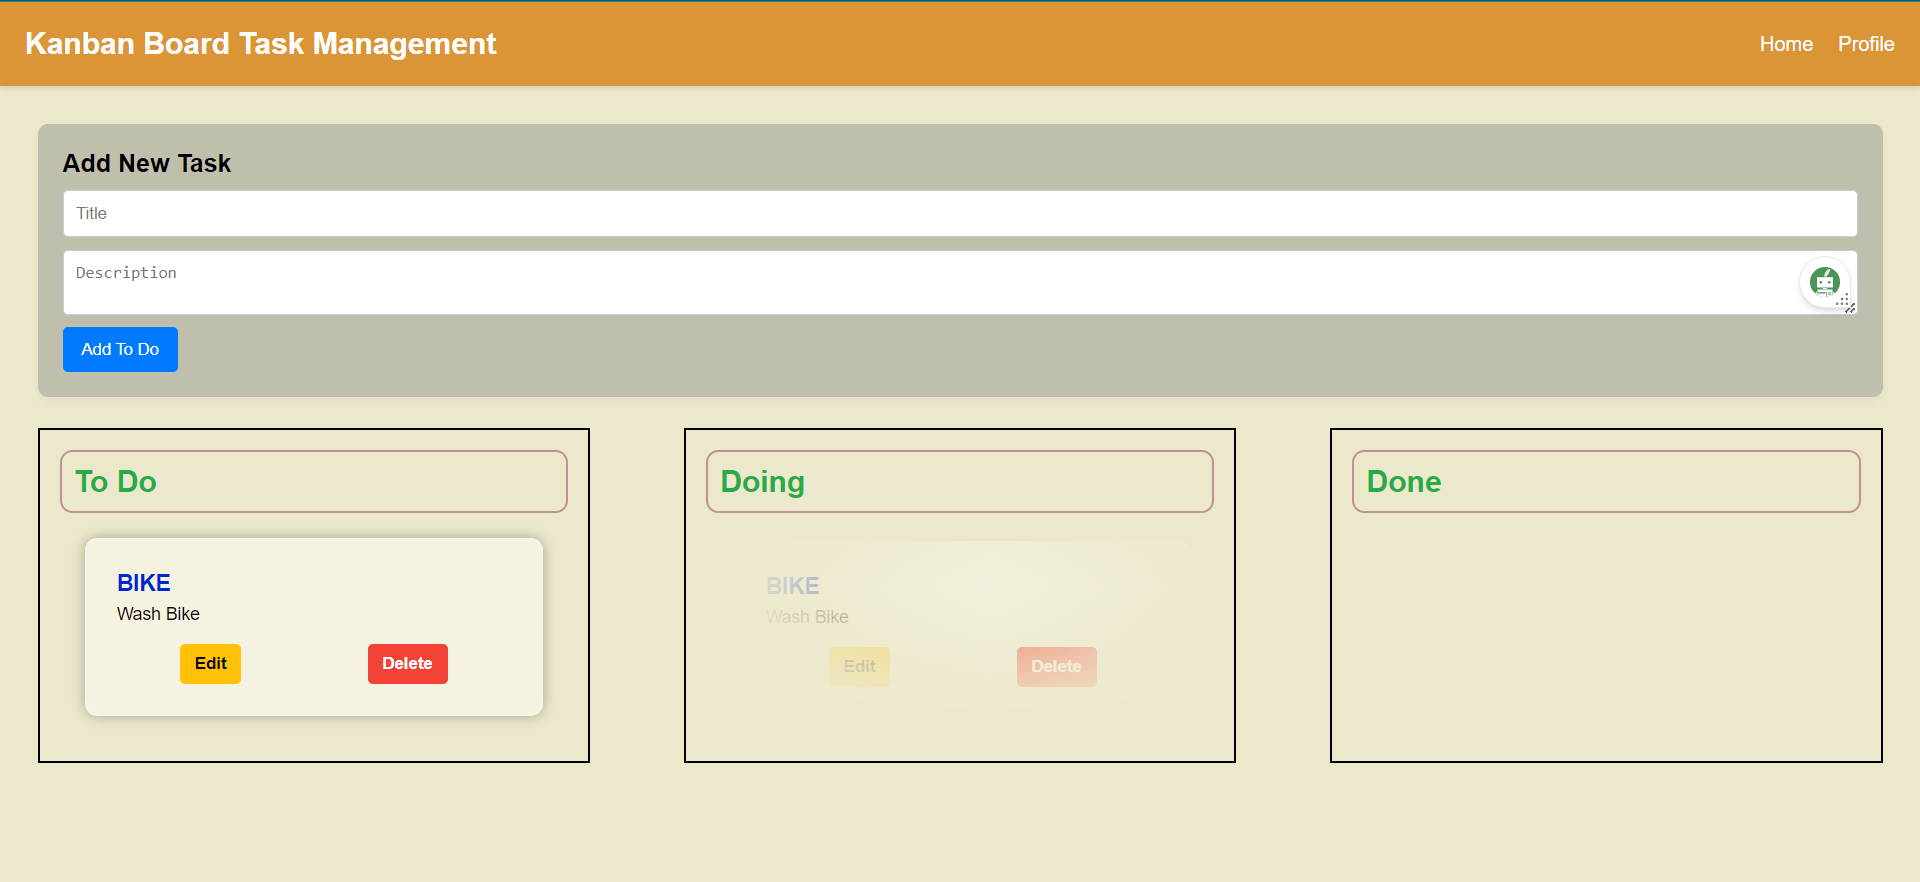 Kanban Board Task Management
Home Profile
Add New Task
Title
Description
Add To Do
To Do
BIKE
Wash Bike
Edit Delete
Doing
BIKE
Wash Bike
Edit Delete
Done